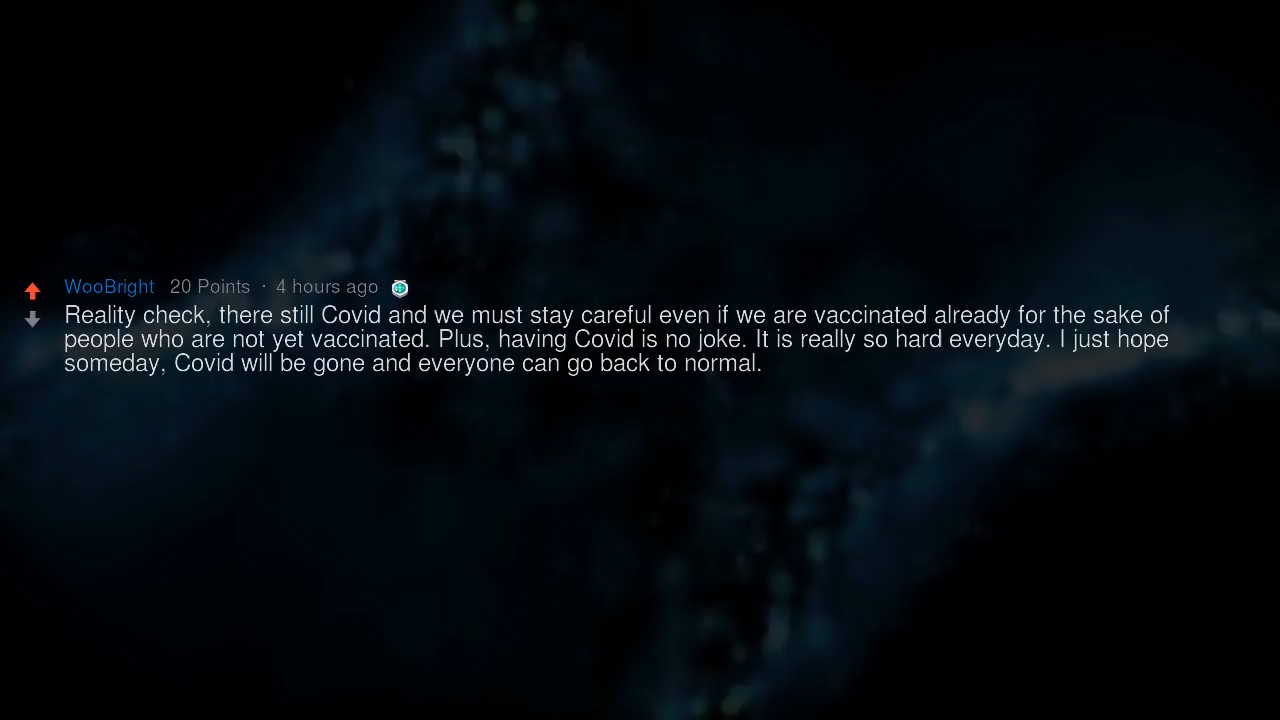 WooBright 20 Points · 4 hours ago
Reality check, there still Covid and we must stay careful even if we are vaccinated already for the sake of
people who are not yet vaccinated. Plus, having Covid is no joke. It is really so hard everyday. I just hope
someday, Covid will be gone and everyone can go back to normal.